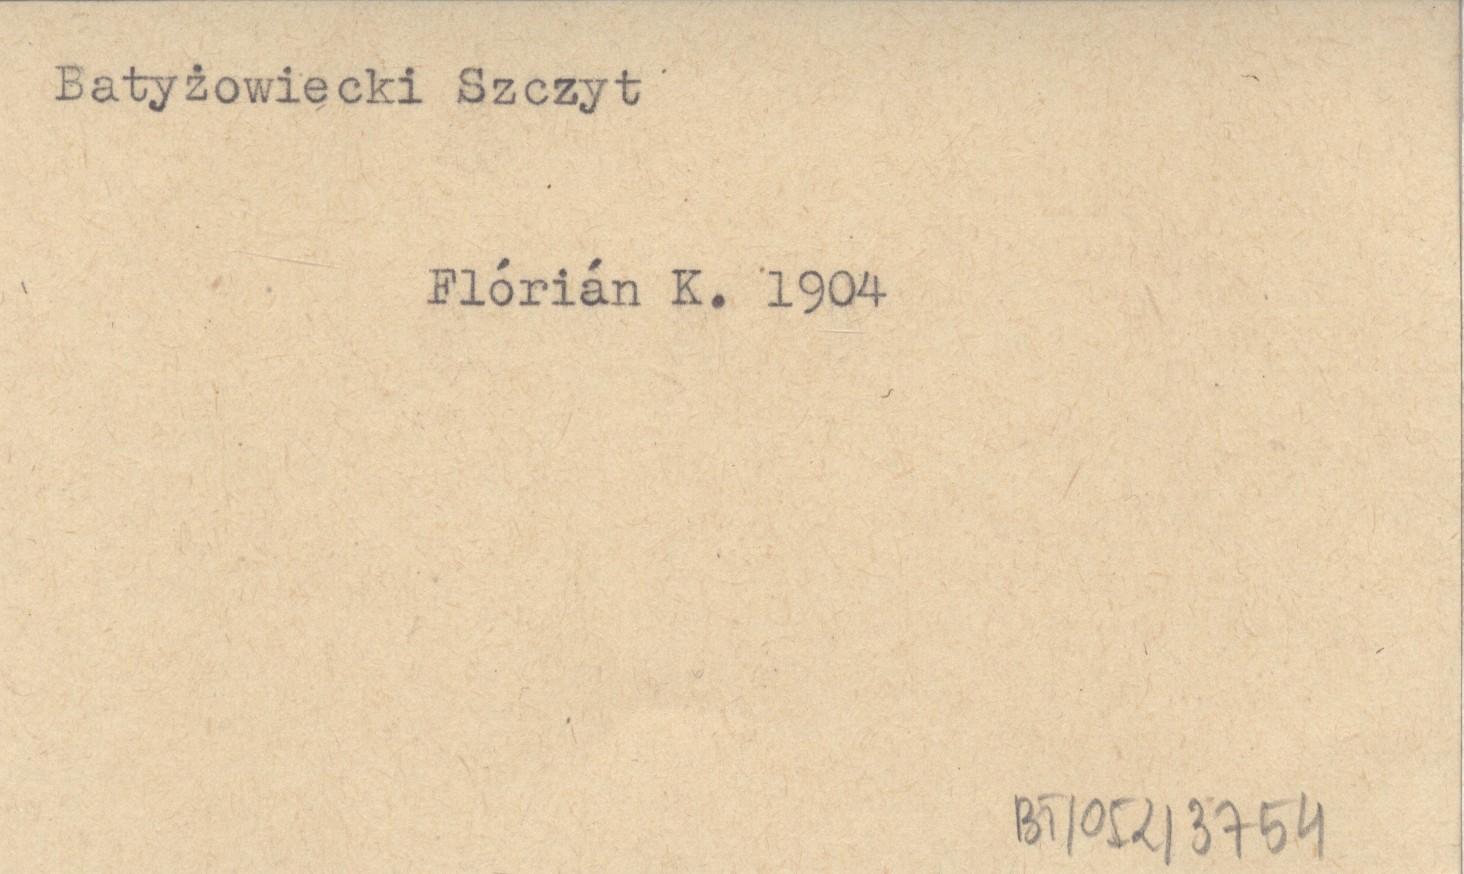 Batyżowiecki Szczyt
Flórián K. 1904
BT/052/3754